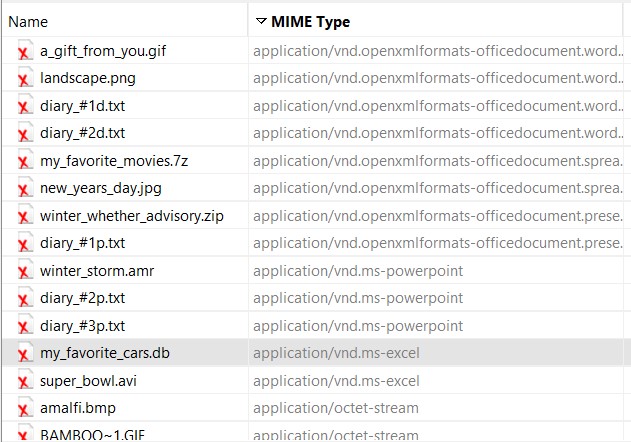 Name MIME Type
a_gift_from_you.gif application/vnd.openxmlformats-officedocument.word...
landscape.png application/vnd.openxmlformats-officedocument.word...
diary_#1d.txt application/vnd.openxmlformats-officedocument.word...
diary_#2d.txt application/vnd.openxmlformats-officedocument.word...
my_favorite_movies.7z application/vnd.openxmlformats-officedocument.sprea...
new_years_day.jpg application/vnd.openxmlformats-officedocument.sprea...
winter_whether_advisory.zip application/vnd.openxmlformats-officedocument.prese...
diary_#1p.txt application/vnd.openxmlformats-officedocument.prese...
winter_storm.amr application/vnd.ms-powerpoint
diary_#2p.txt application/vnd.ms-powerpoint
diary_#3p.txt application/vnd.ms-powerpoint
my_favorite_cars.db application/vnd.ms-excel
super_bowl.avi application/vnd.ms-excel
amalfi.bmp application/octet-stream
BAMBOO~1.GIF application/octet-stream